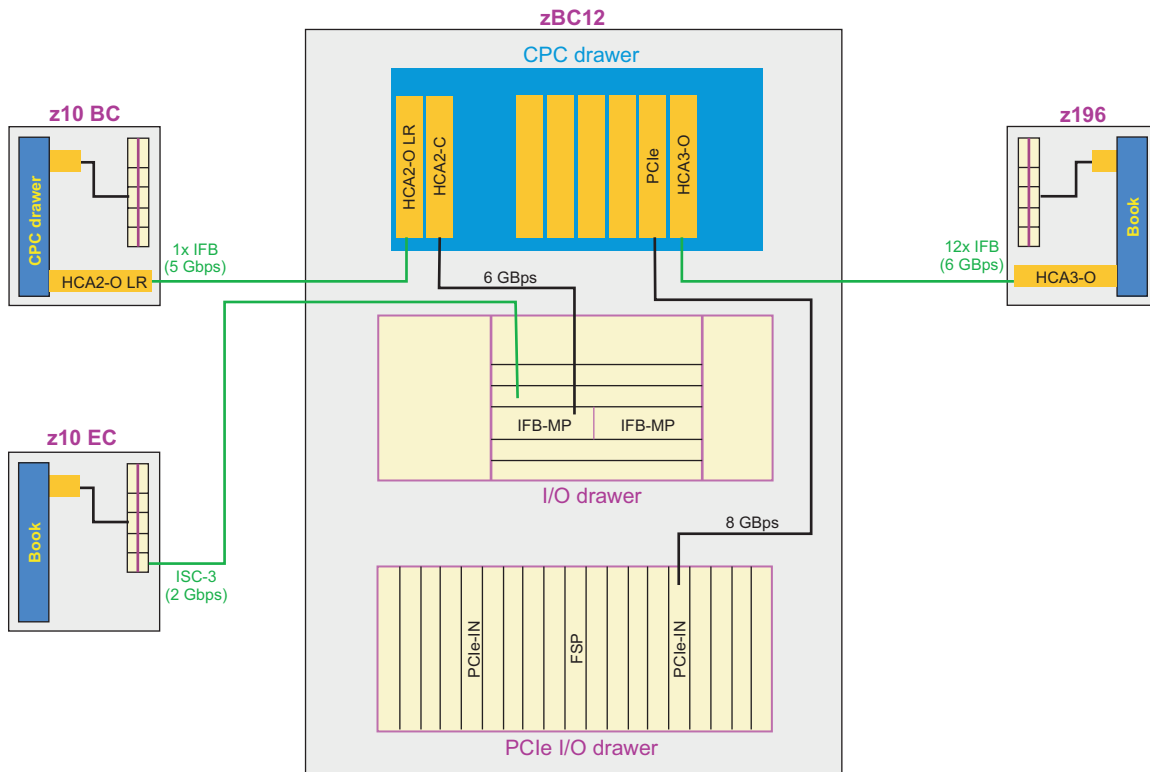 zBC12
CPC drawer
HCA2-O LR
HCA2-C
PCIe
HCA3-O
z10 BC
CPC drawer
HCA2-O LR
1x IFB
(5 Gbps)
z196
Book
HCA3-O
12x IFB
(6 GBps)
6 GBps
IFB-MP
IFB-MP
I/O drawer
z10 EC
Book
ISC-3
(2 Gbps)
8 GBps
PCIe-IN
FSP
PCIe-IN
PCIe I/O drawer